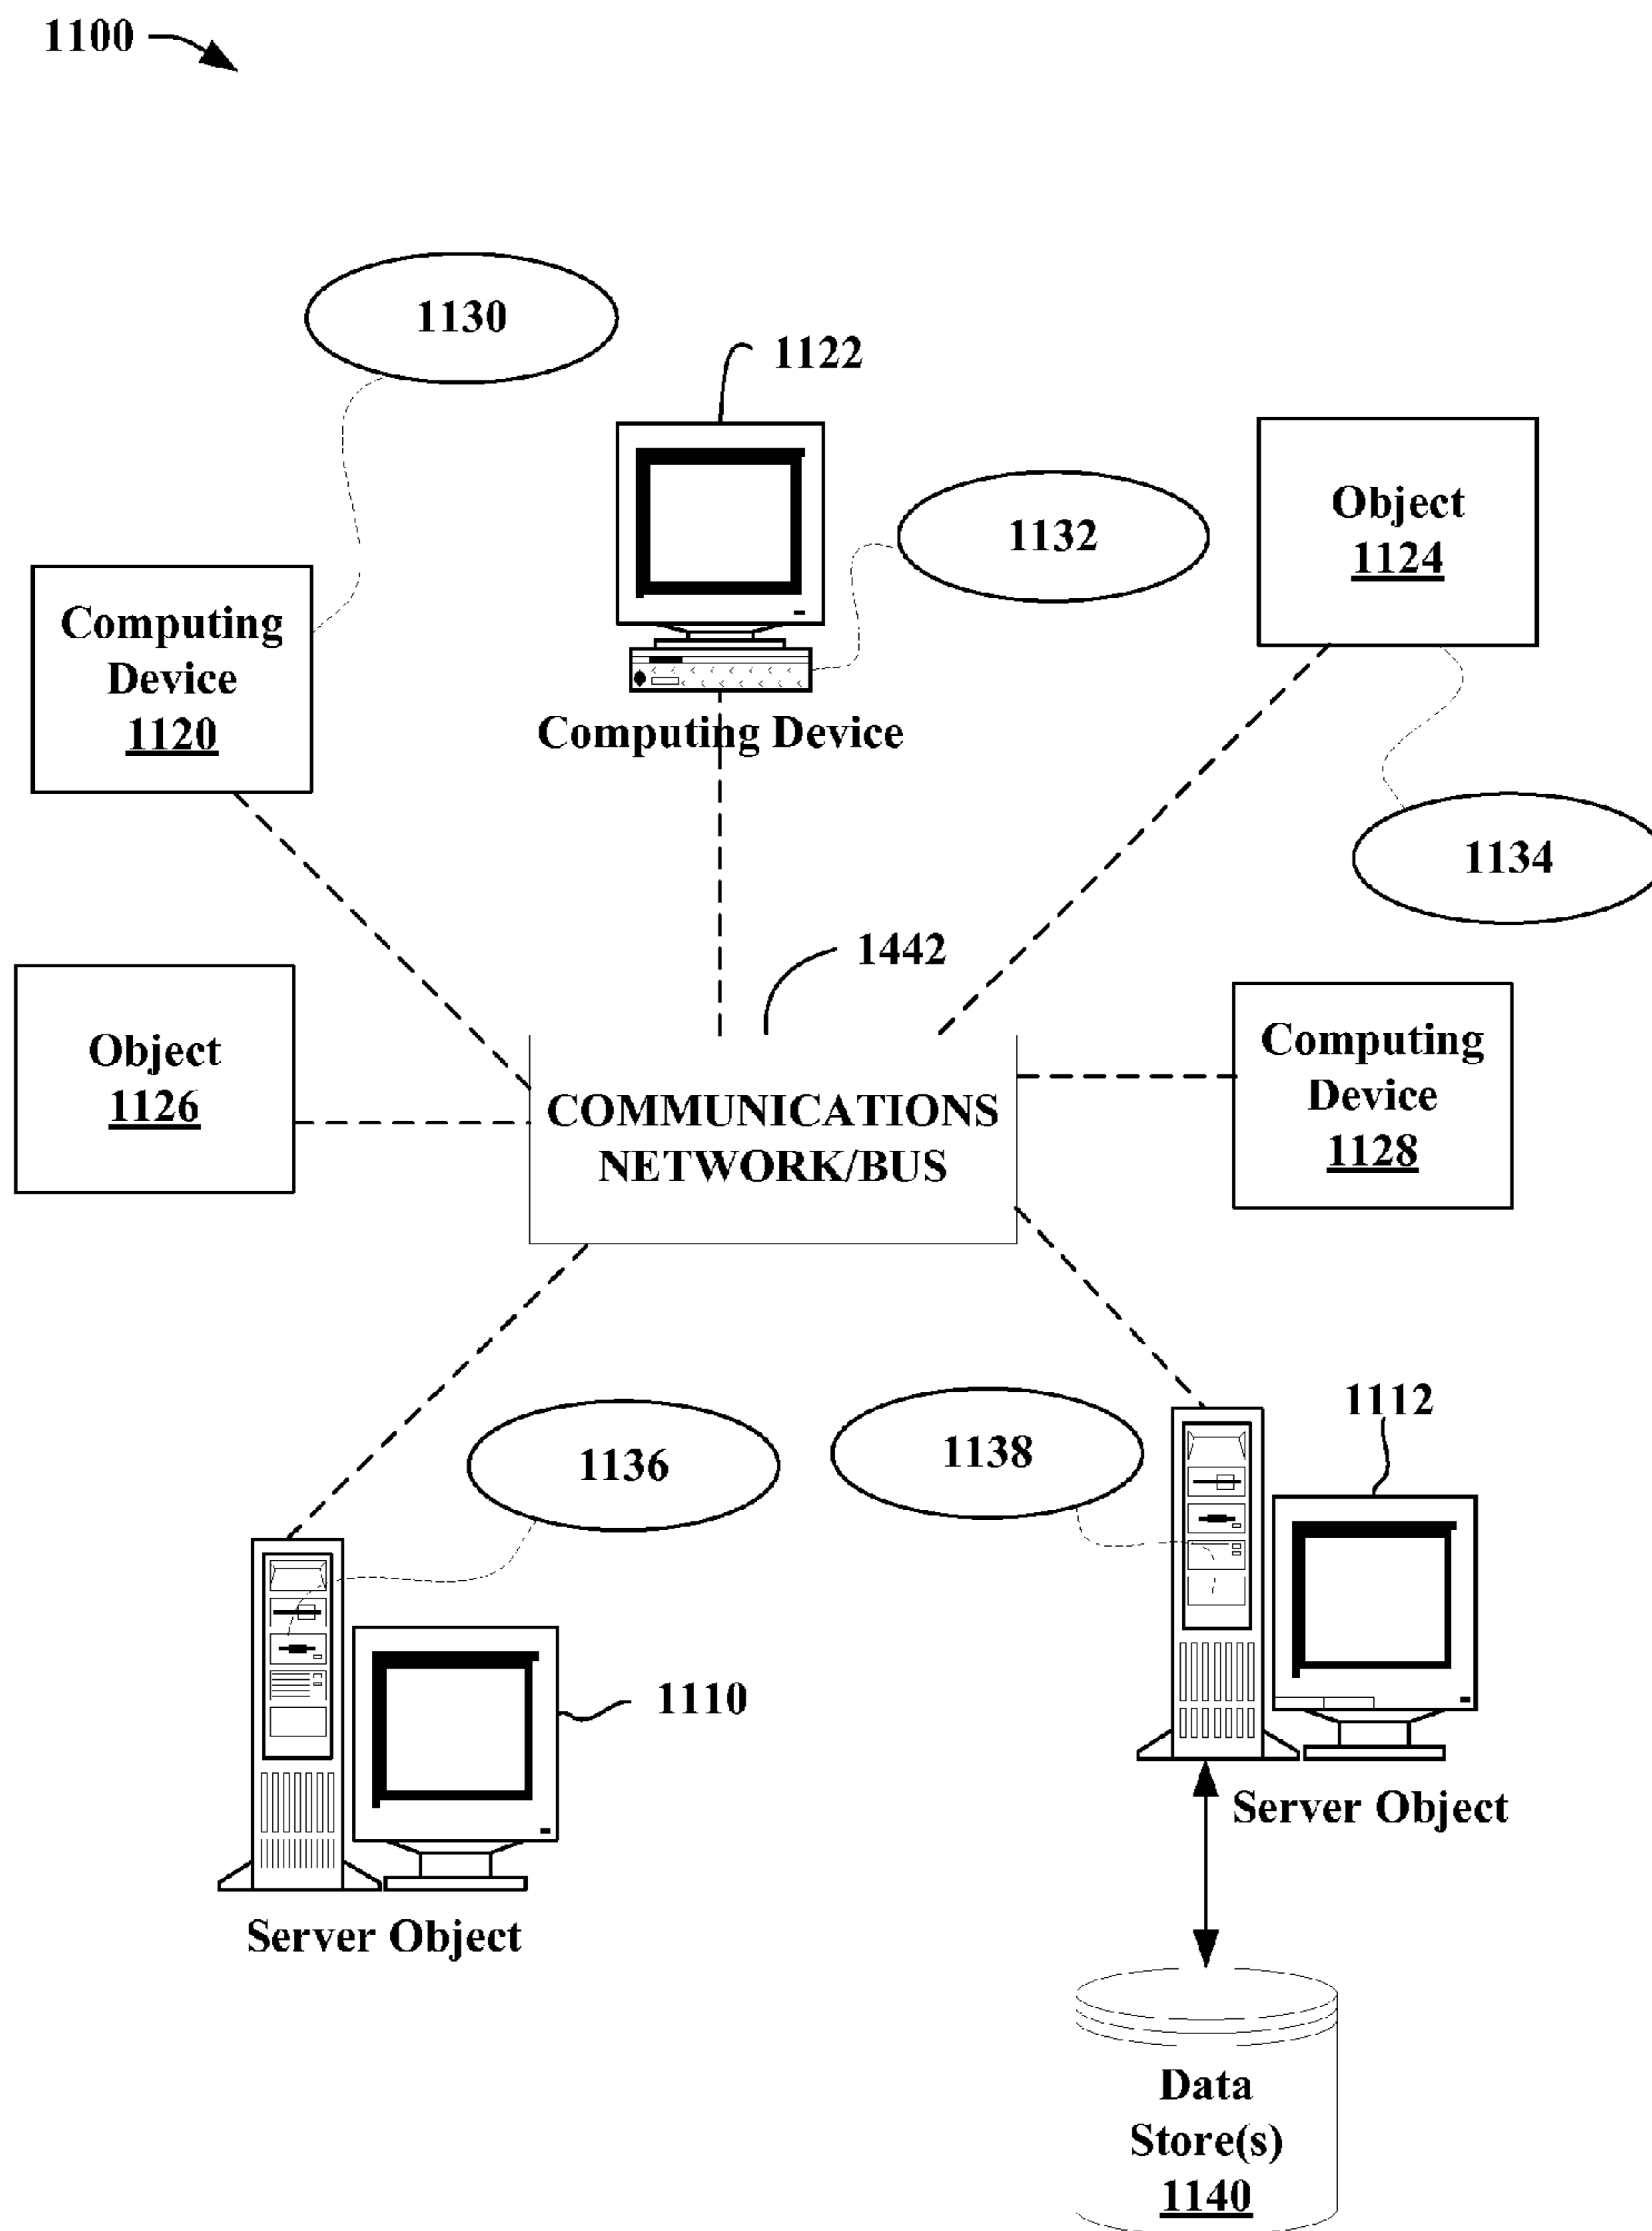 1100
1130
1122
1132
Object
1124
Computing
Device
1120
Computing Device
1134
1442
Object
1126
Computing
Device
1128
COMMUNICATIONS
NETWORK/BUS
1136
1138
1112
1110
Server Object
Server Object
Data
Store(s)
1140